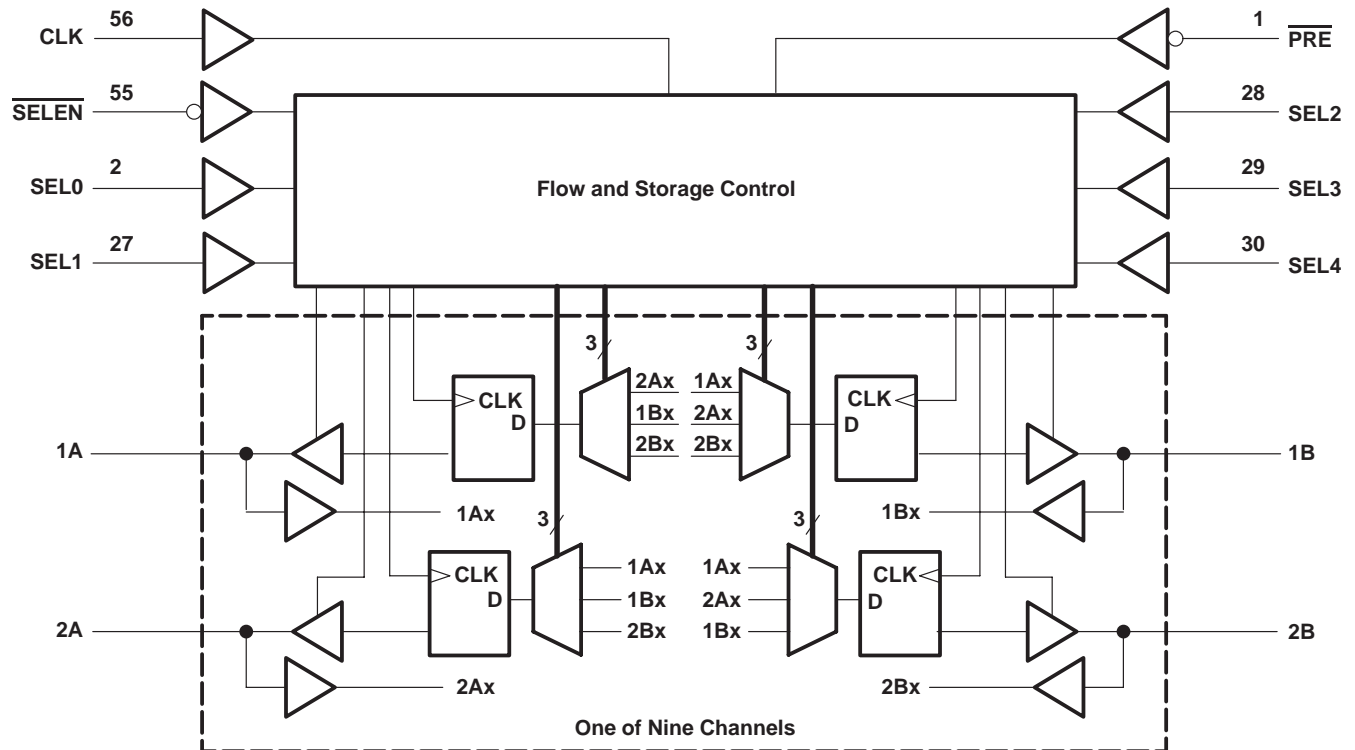 CLK 56
1 PRE
SELEN 55
28 SEL2
SEL0 2
Flow and Storage Control
29 SEL3
SEL1 27
30 SEL4
3
3
CLK
D
2Ax
1Bx
2Bx
1Ax
2Ax
2Bx
CLK
D
1A
1B
1Ax
1Bx
3
3
CLK
D
1Ax
1Bx
2Bx
1Ax
2Ax
1Bx
CLK
D
2A
2B
2Ax
2Bx
One of Nine Channels